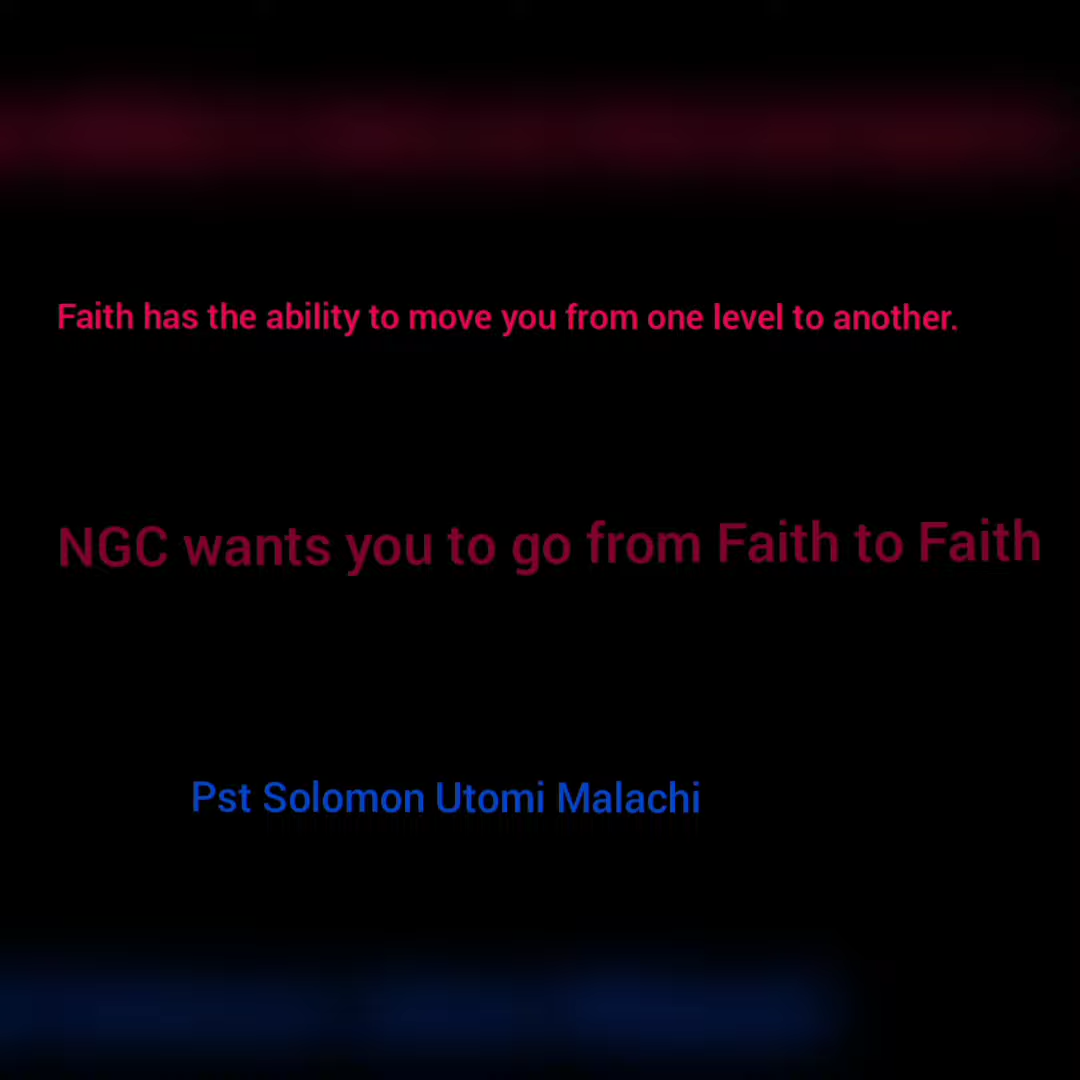 Faith has the ability to move you from one level to another.
NGC wants you to go from Faith to Faith
Pst Solomon Utomi Malachi